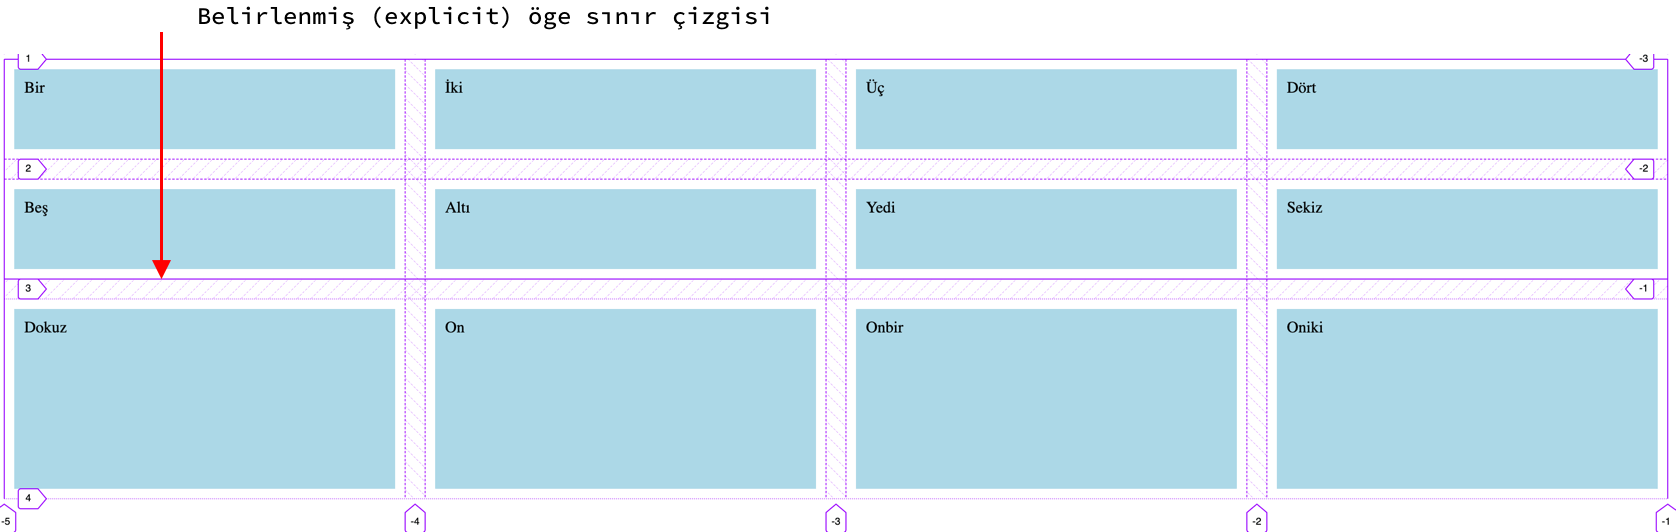 Belirlenmiş (explicit) öge sınır çizgisi
1 -3
Bir İki Üç Dört
2 -2
Beş Altı Yedi Sekiz
3 -1
Dokuz On Onbir Oniki
4
-5 -4 -3 -2 -1